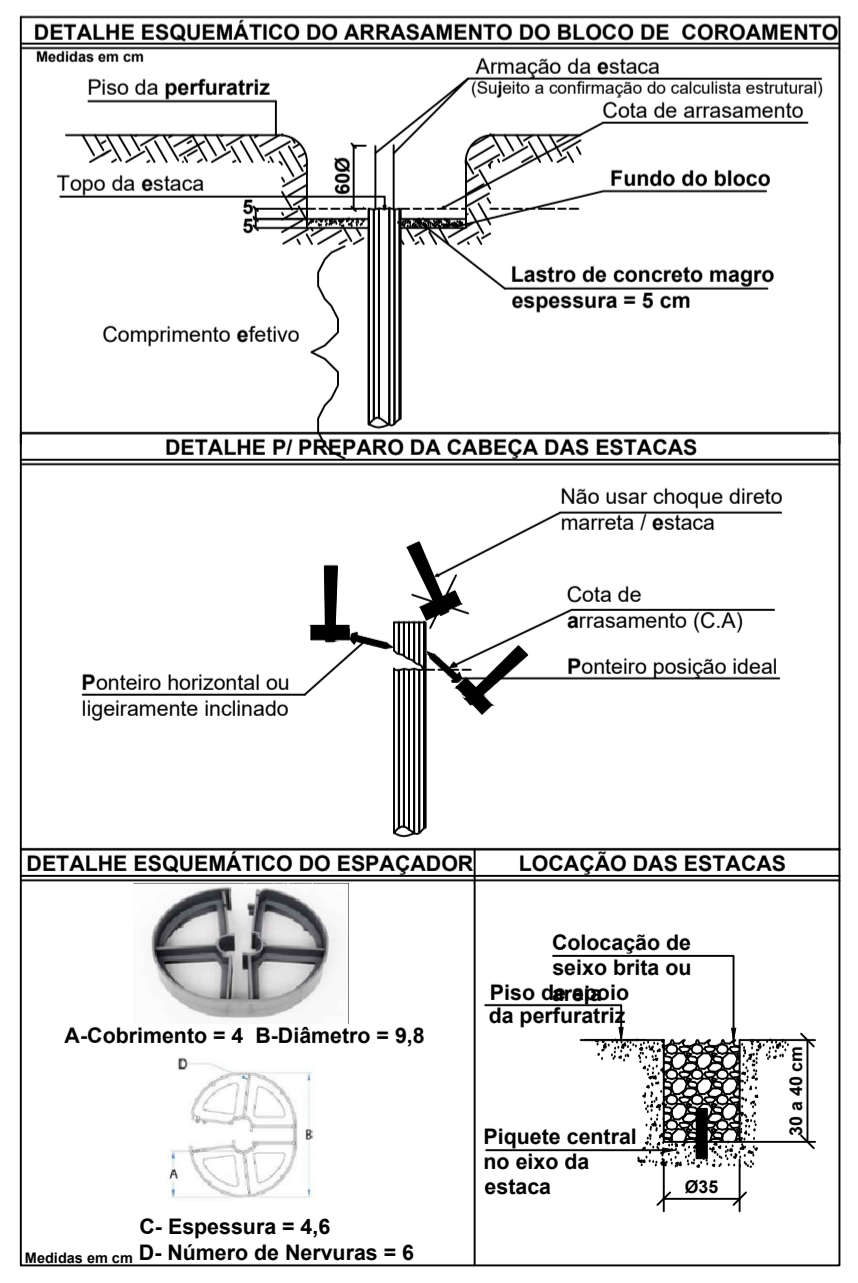 DETALHE ESQUEMÁTICO DO ARRASAMENTO DO BLOCO DE COROAMENTO
Medidas em cm
Armação da estaca
(Sujeito a confirmação do calculista estrutural)
Piso da perfuratriz
Cota de arrasamento
60Ø
Topo da estaca
Fundo do bloco
5
5
Lastro de concreto magro
espessura = 5 cm
Comprimento efetivo
DETALHE P/ PREPARO DA CABEÇA DAS ESTACAS
Não usar choque direto
marreta / estaca
Cota de
arrasamento (C.A)
Ponteiro posição ideal
Ponteiro horizontal ou
ligeiramente inclinado
DETALHE ESQUEMÁTICO DO ESPAÇADOR
A-Cobrimento = 4 B-Diâmetro = 9,8
D
B
A
C- Espessura = 4,6
Medidas em cm D- Número de Nervuras = 6
LOCAÇÃO DAS ESTACAS
Colocação de
seixo brita ou
areia
Piso de apoio
da perfuratriz
30 a 40 cm
Piquete central
no eixo da
estaca
Ø35